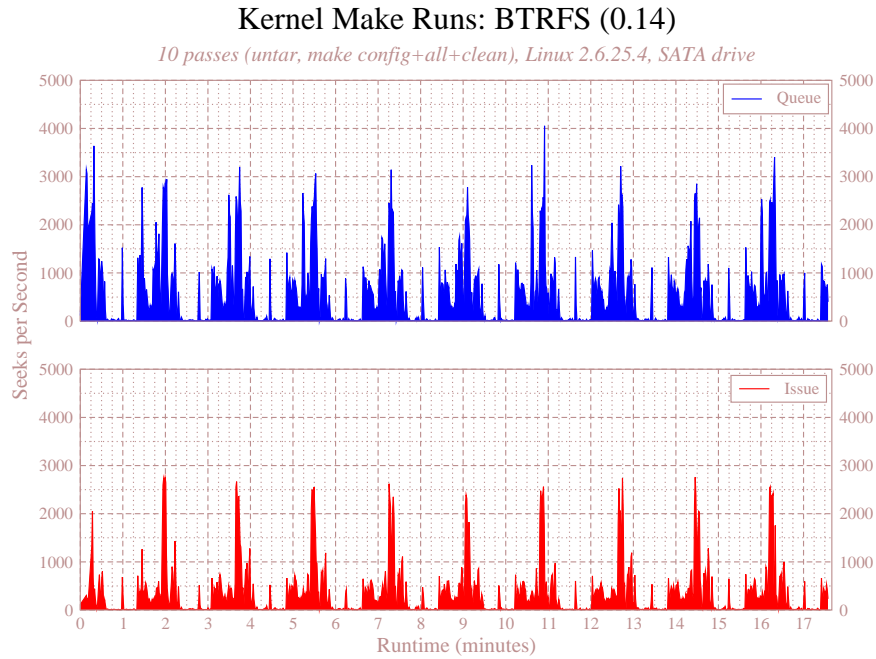 Kernel Make Runs: BTRFS (0.14)
10 passes (untar, make config+all+clean), Linux 2.6.25.4, SATA drive
5000 5000
Queue
4000 4000
3000 3000
2000 2000
1000 1000
0 0
Seeks per Second
5000 5000
Issue
4000 4000
3000 3000
2000 2000
1000 1000
0 0
0 1 2 3 4 5 6 7 8 9 10 11 12 13 14 15 16 17
Runtime (minutes)